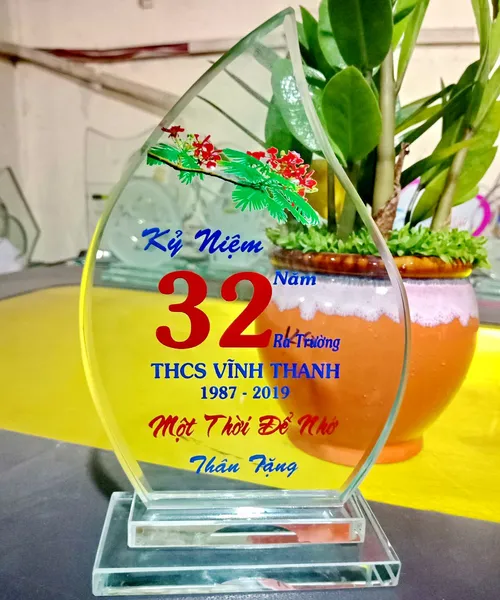 Kỷ Niệm
32 Năm
Ra Trường
THCS VĨNH THANH
1987 - 2019
Một Thời Để Nhớ
Thân Tặng